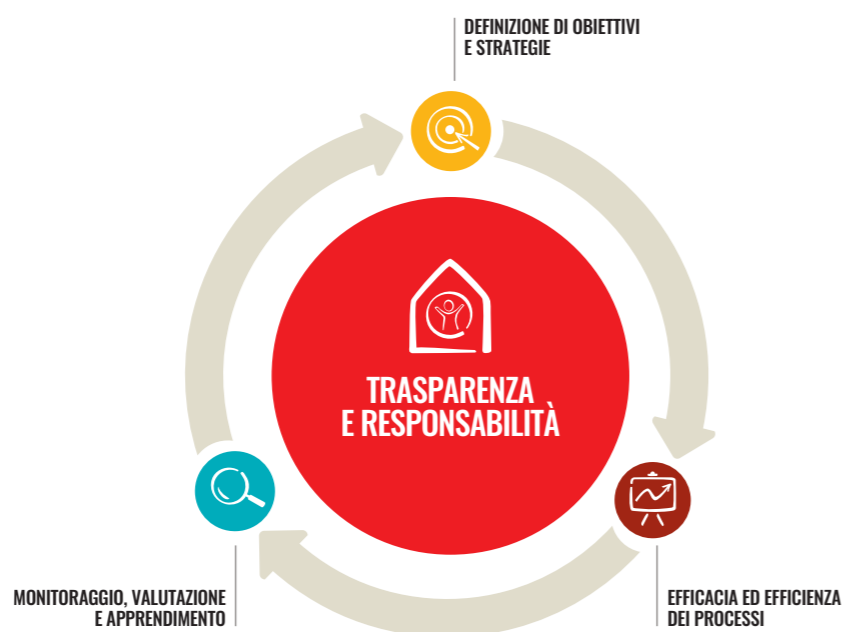 DEFINIZIONE DI OBIETTIVI
E STRATEGIE
TRASPARENZA
E RESPONSABILITÀ
MONITORAGGIO, VALUTAZIONE
E APPRENDIMENTO
EFFICACIA ED EFFICIENZA
DEI PROCESSI